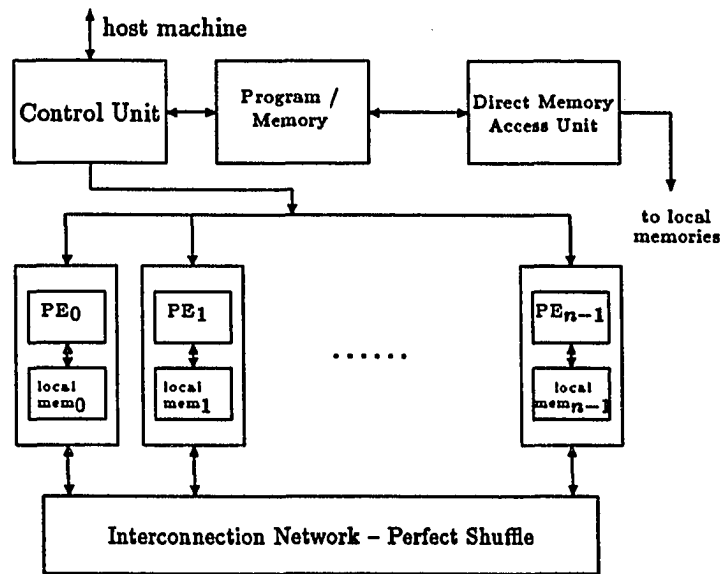 host machine
Control Unit
Program /
Memory
Direct Memory
Access Unit
to local
memories
PE0
PE1
PEn−1
local
mem0
local
mem1
......
local
memn−1
Interconnection Network – Perfect Shuffle